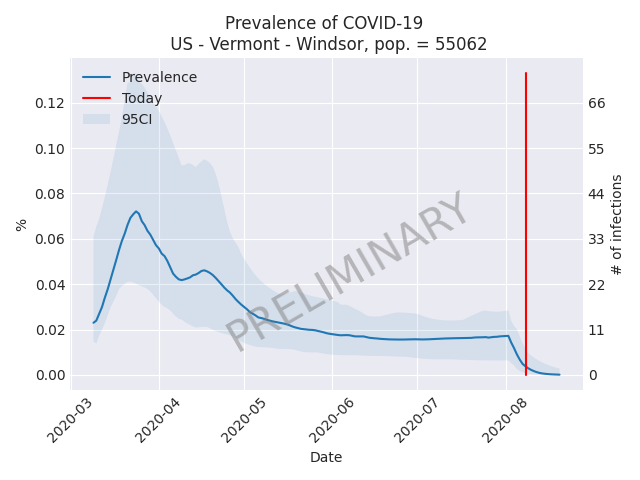 Prevalence of COVID-19
US - Vermont - Windsor, pop. = 55062
Prevalence
Today
95CI
0.12
0.10
0.08
0.06
0.04
0.02
0.00
%
66
55
44
33
22
11
0
# of infections
PRELIMINARY
2020-03
2020-04
2020-05
2020-06
2020-07
2020-08
Date